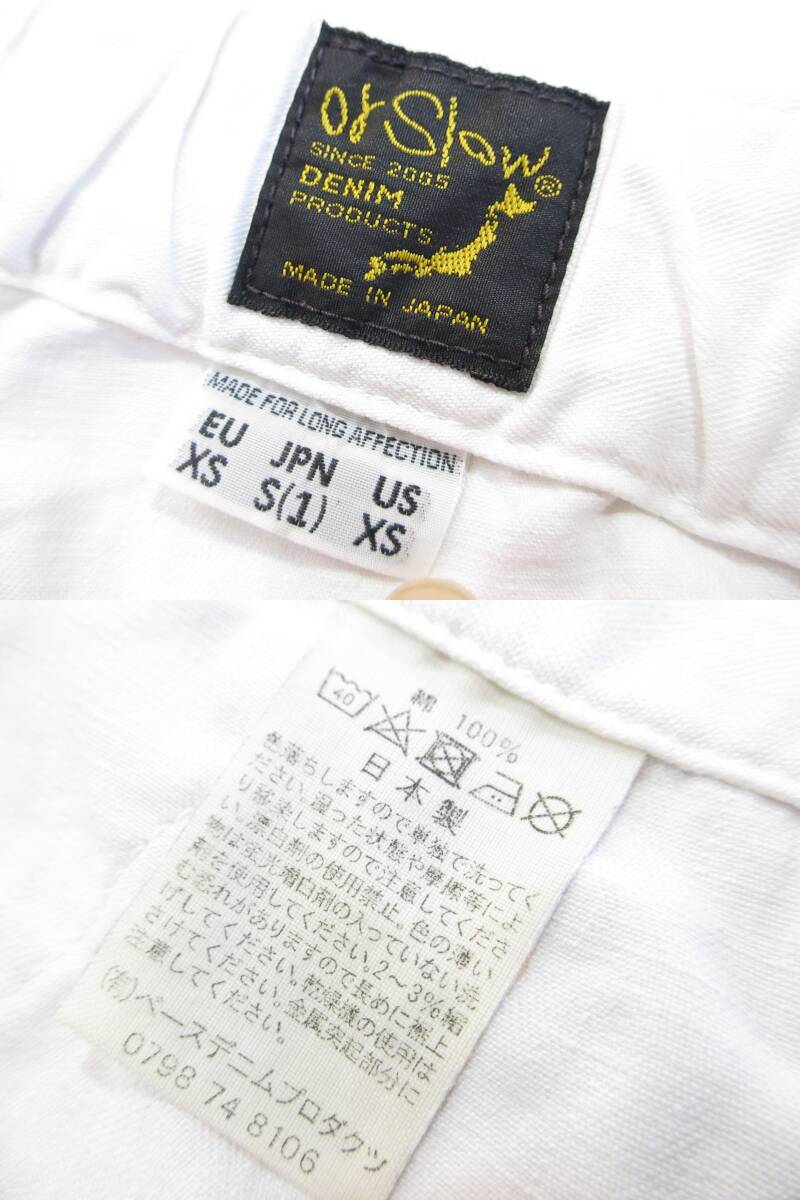 orSlow®
SINCE 2005
DENIM
PRODUCTS
MADE IN JAPAN
MADE FOR LONG AFFECTION
EU JPN US
XS S(1) XS
綿 100%
40
日本製
色落ちしますので単独で洗ってく
ださい。湿った状態や摩擦等によ
り移染しますので注意してくださ
い。漂白剤の使用禁止。色の薄い
物は蛍光増白剤の入っていない洗
剤を使用してください。2～3%縮
む恐れがありますので長めに裾上
げしてください。乾燥機の使用は
さけてください。金属突起部分に
注意してください。
(有)ベースデニムプロダクツ
0798 74 8106